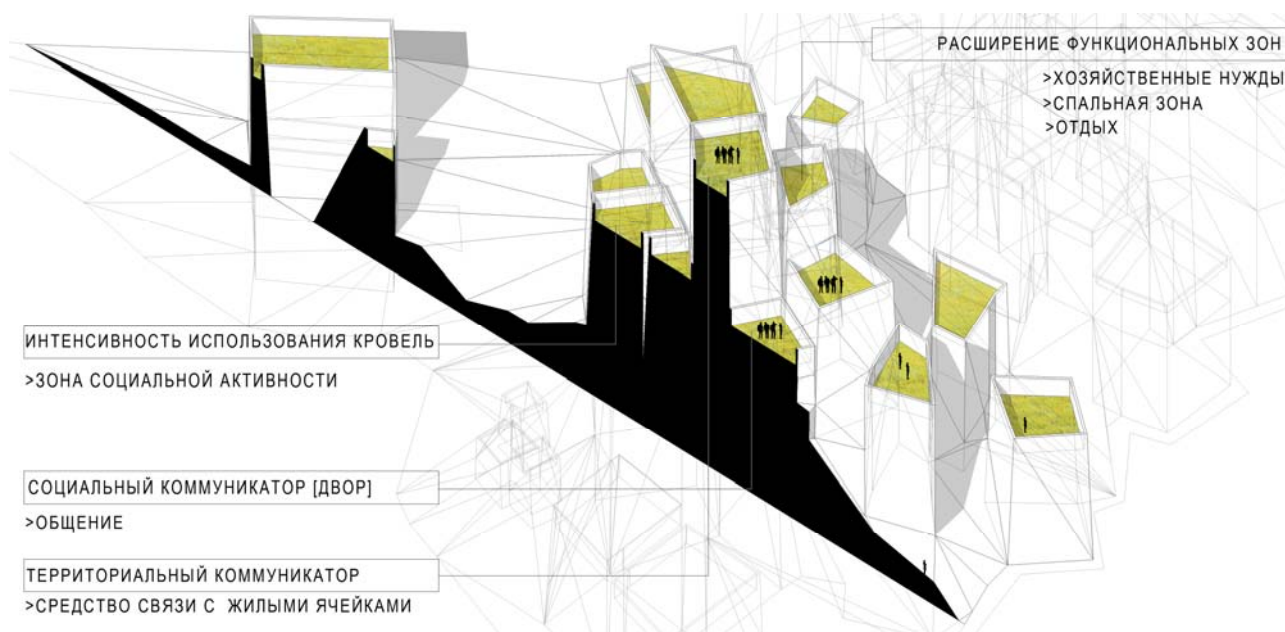 РАСШИРЕНИЕ ФУНКЦИОНАЛЬНЫХ ЗОН
>ХОЗЯЙСТВЕННЫЕ НУЖДЫ
>СПАЛЬНАЯ ЗОНА
>ОТДЫХ
ИНТЕНСИВНОСТЬ ИСПОЛЬЗОВАНИЯ КРОВЕЛЬ
>ЗОНА СОЦИАЛЬНОЙ АКТИВНОСТИ
СОЦИАЛЬНЫЙ КОММУНИКАТОР [ДВОР]
>ОБЩЕНИЕ
ТЕРРИТОРИАЛЬНЫЙ КОММУНИКАТОР
>СРЕДСТВО СВЯЗИ С ЖИЛЫМИ ЯЧЕЙКАМИ